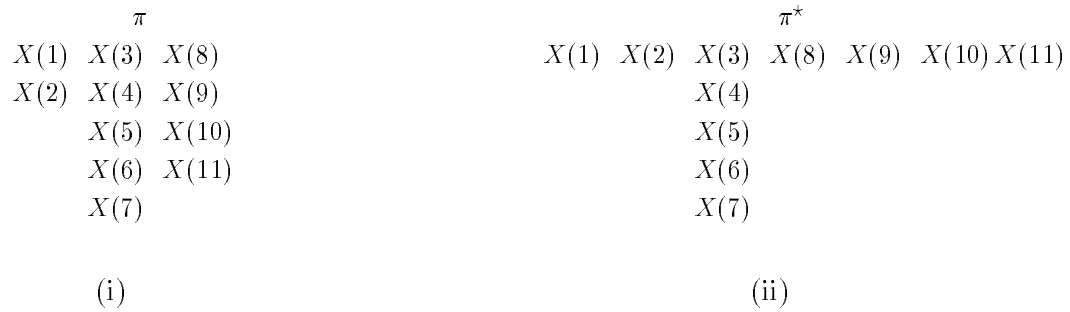 π π⋆
X(1) X(3) X(8) X(1) X(2) X(3) X(8) X(9) X(10) X(11)
X(2) X(4) X(9) X(4)
X(5) X(10) X(5)
X(6) X(11) X(6)
X(7) X(7)
(i) (ii)